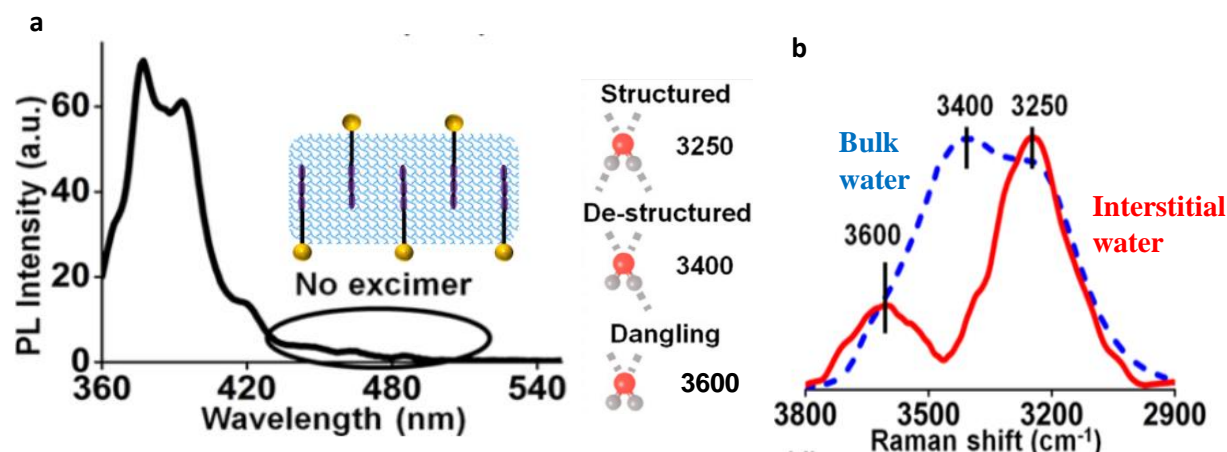 a
PL Intensity (a.u.)
60
40
20
0
360
420
480
540
Wavelength (nm)
No excimer
Structured
3250
De-structured
3400
Dangling
3600
b
3400
3250
Bulk
water
3600
Interstitial
water
3800
3500
3200
2900
Raman shift (cm⁻¹)